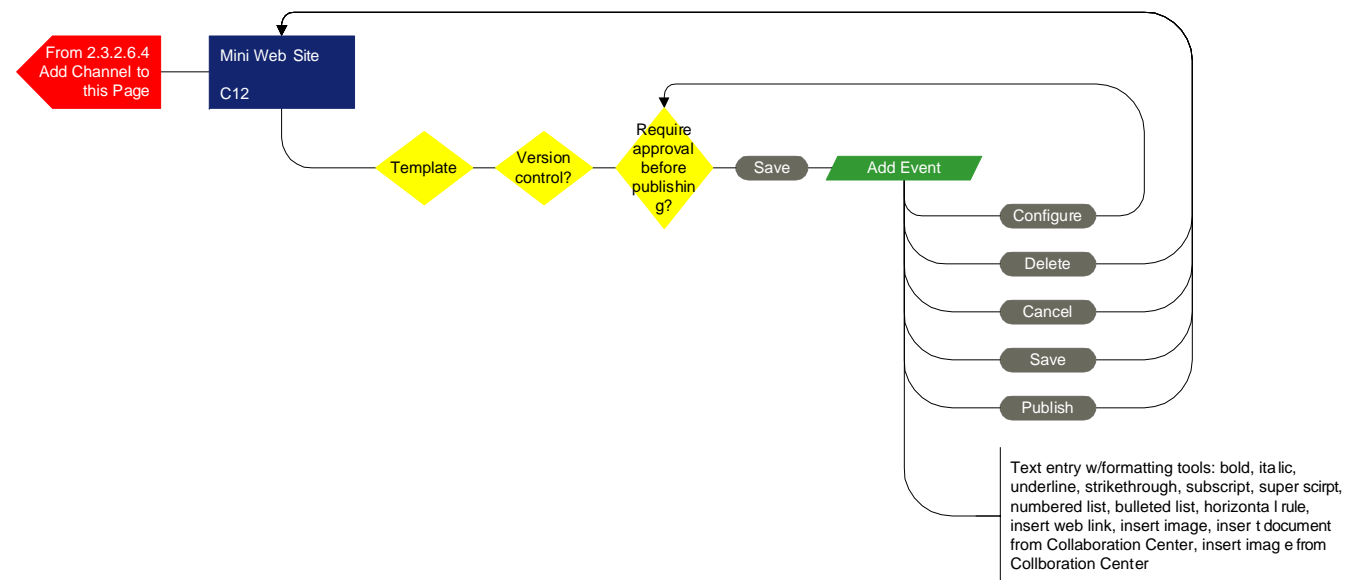 From 2.3.2.6.4
Add Channel to
this Page
Mini Web Site
C12
Template
Version
control?
Require
approval
before
publishin
g?
Save
Add Event
Configure
Delete
Cancel
Save
Publish
Text entry w/formatting tools: bold, italic,
underline, strikethrough, subscript, super scirpt,
numbered list, bulleted list, horizonta l rule,
insert web link, insert image, inser t document
from Collaboration Center, insert imag e from
Collboration Center